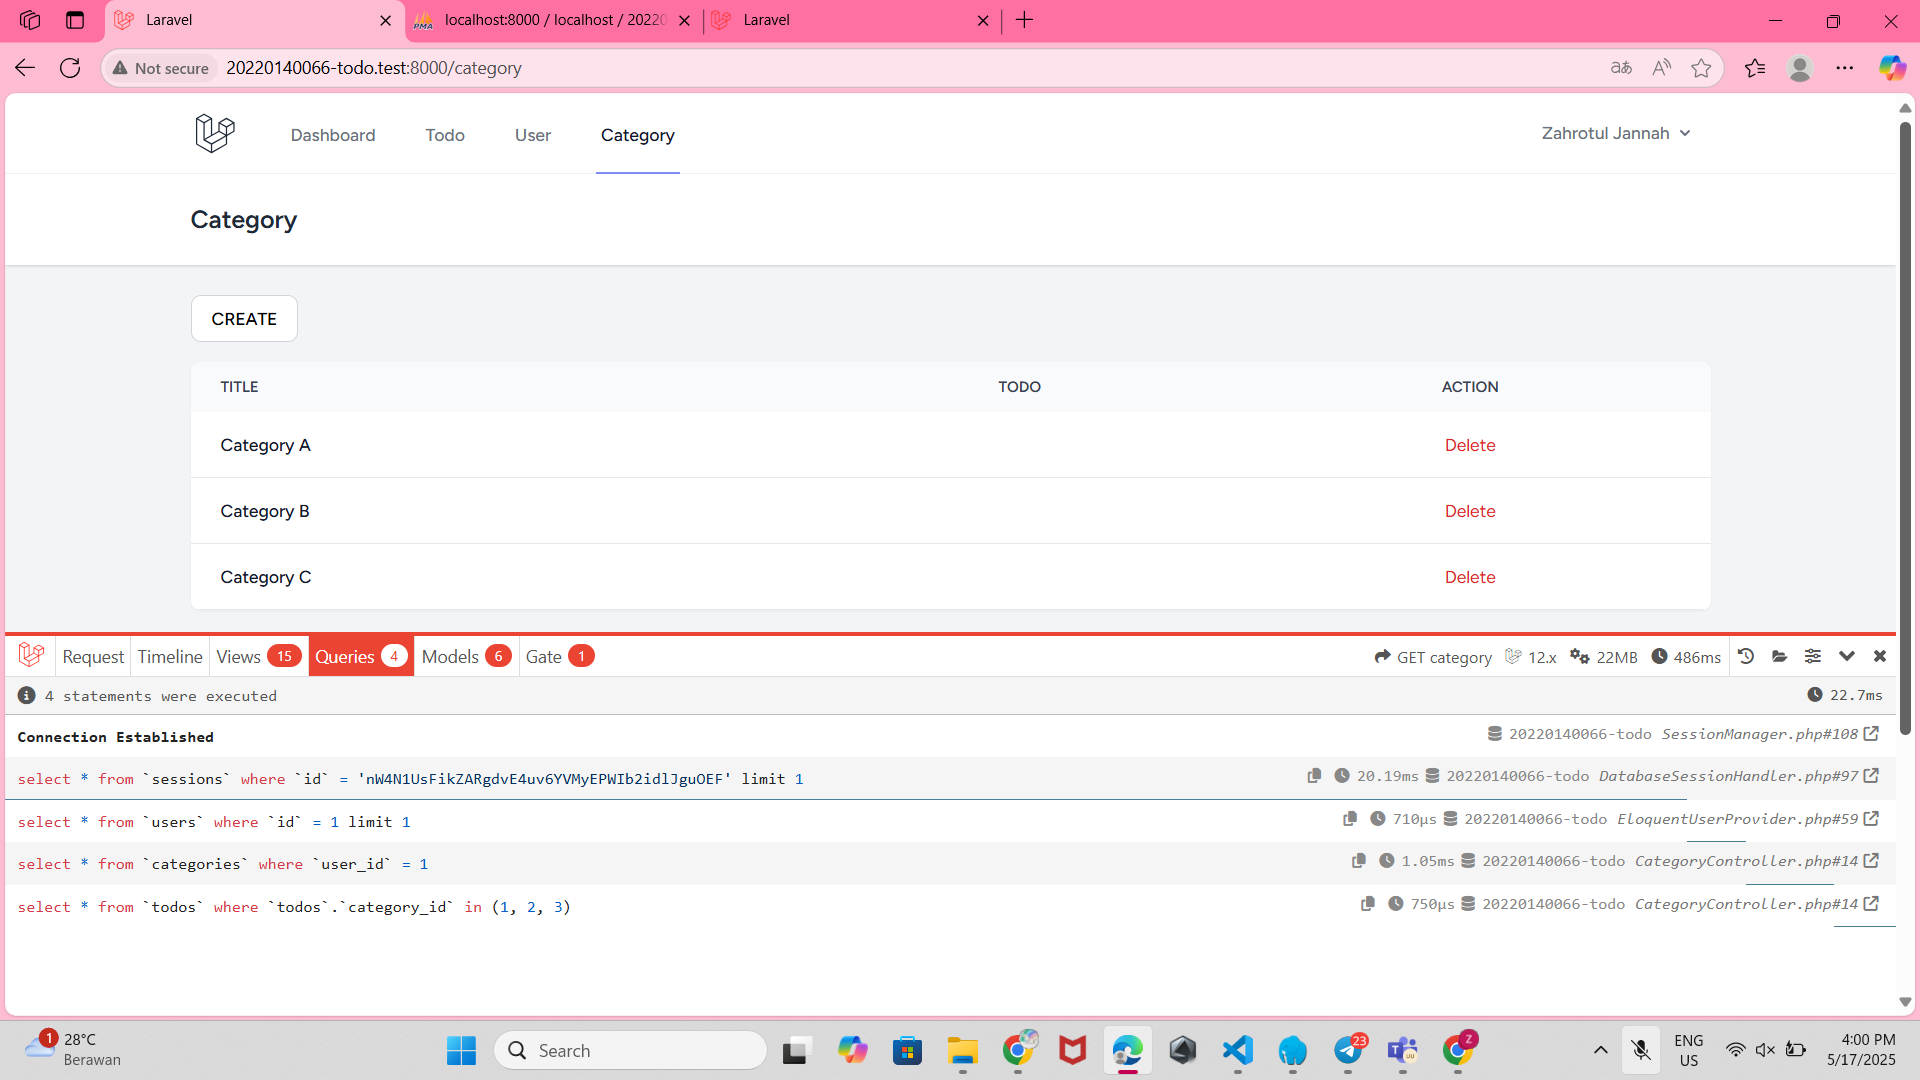 Laravel
localhost:8000 / localhost / 20220
Laravel
Not secure
20220140066-todo.test:8000/category
Dashboard
Todo
User
Category
Zahrotul Jannah
Category
CREATE
TITLE TODO ACTION
Category A Delete
Category B Delete
Category C Delete
Request Timeline Views 15 Queries 4 Models 6 Gate 1 GET category 12.x 22MB 486ms
4 statements were executed 22.7ms
Connection Established 20220140066-todo SessionManager.php#108
select * from `sessions` where `id` = 'nW4N1UsFikZARgdvE4uv6YVMyEPWIb2idlJguOEF' limit 1 20.19ms 20220140066-todo DatabaseSessionHandler.php#97
select * from `users` where `id` = 1 limit 1 710μs 20220140066-todo EloquentUserProvider.php#59
select * from `categories` where `user_id` = 1 1.05ms 20220140066-todo CategoryController.php#14
select * from `todos` where `todos`.`category_id` in (1, 2, 3) 750μs 20220140066-todo CategoryController.php#14
1
28°C
Berawan
Search
23
Z
ENG
US
4:00 PM
5/17/2025